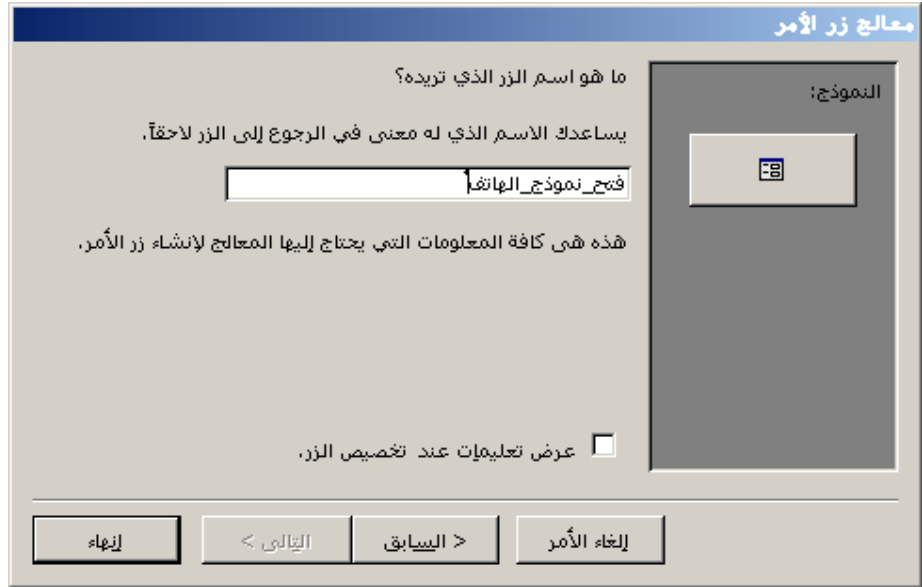 معالج زر الأمر
النموذج:
ما هو اسم الزر الذي تريده؟
يساعدك الاسم الذي له معنى في الرجوع إلى الزر لاحقاً.
فتح_نموذج_الهاتف
هذه هى كافة المعلومات التي يحتاج إليها المعالج لإنشاء زر الأمر.
عرض تعليمات عند تخصيص الزر.
إلغاء الأمر
< السابق
التالي >
إنهاء